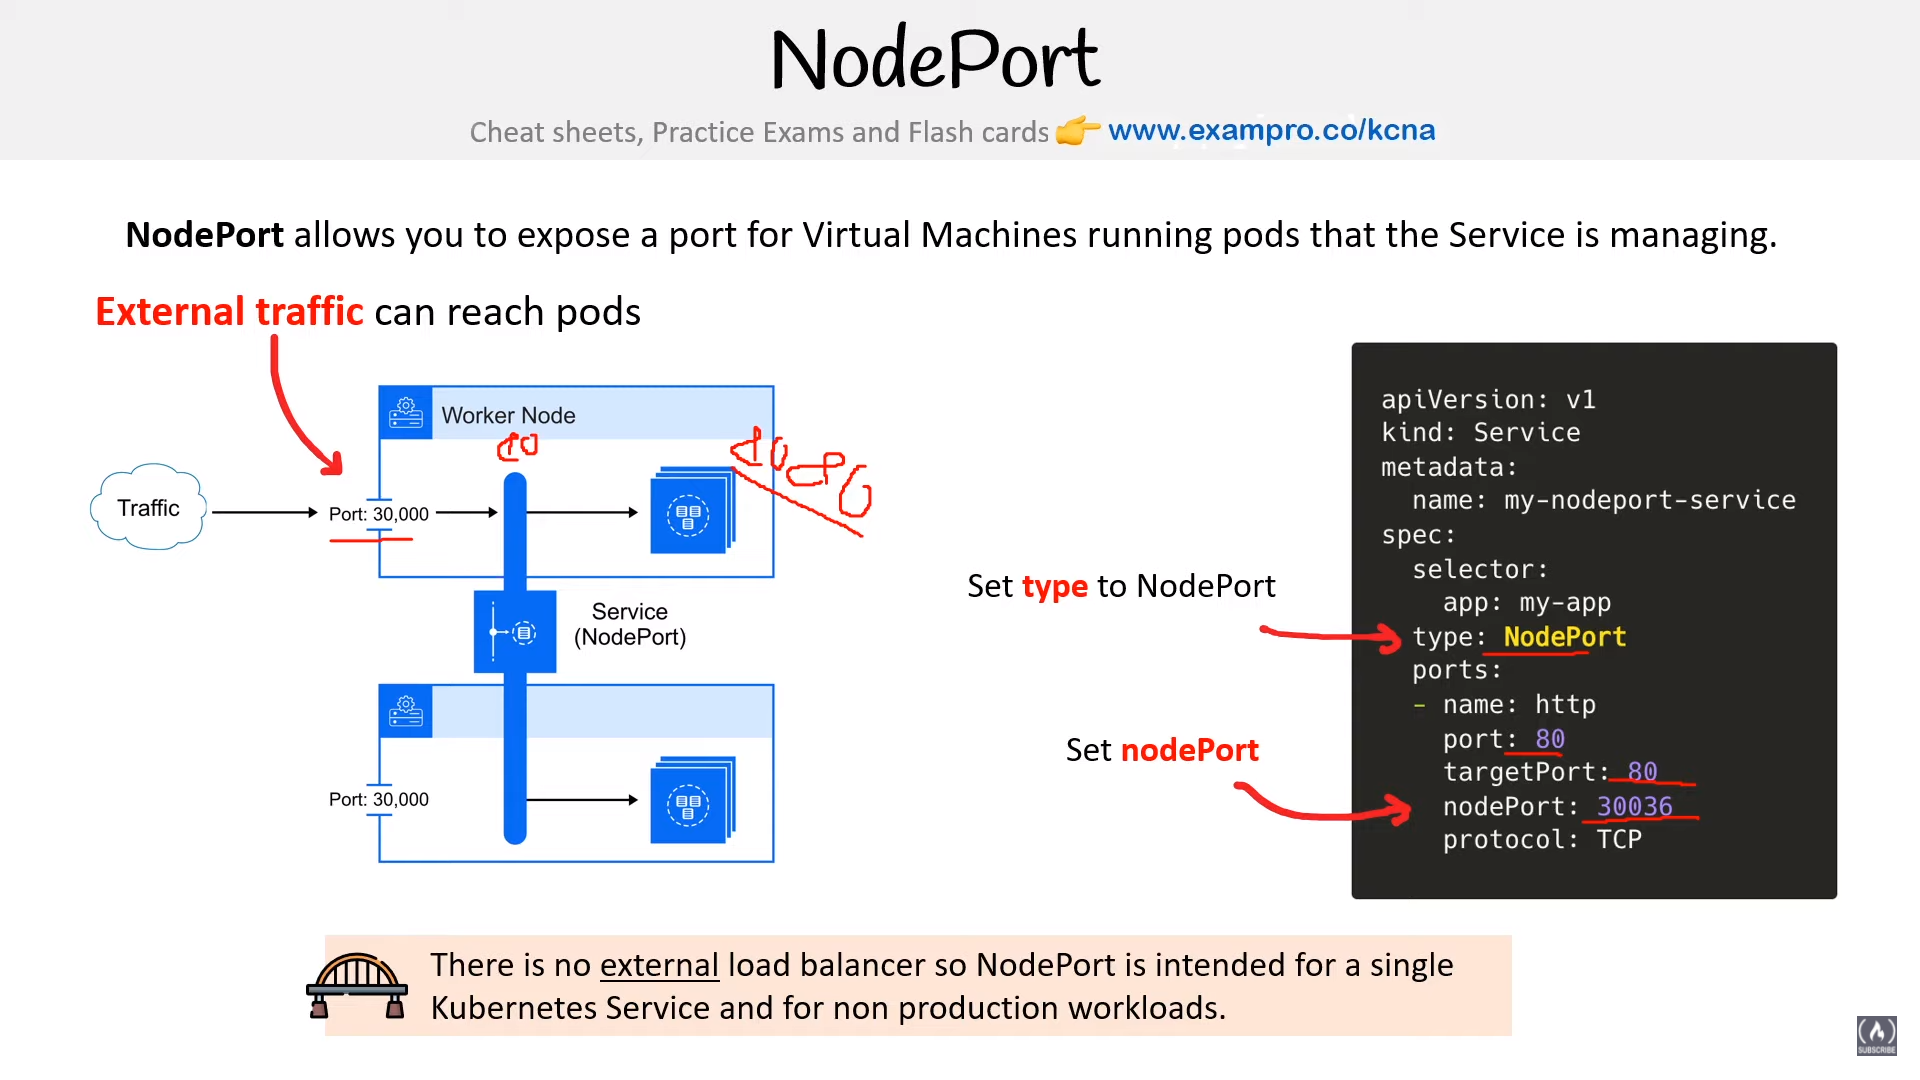 NodePort
Cheat sheets, Practice Exams and Flash cards 👉 www.exampro.co/kcna
NodePort allows you to expose a port for Virtual Machines running pods that the Service is managing.
External traffic can reach pods
Worker Node
80
80 80
Traffic
Port: 30,000
Service
(NodePort)
Port: 30,000
Set type to NodePort
Set nodePort
apiVersion: v1
kind: Service
metadata:
  name: my-nodeport-service
spec:
  selector:
    app: my-app
  type: NodePort
  ports:
  - name: http
    port: 80
    targetPort: 80
    nodePort: 30036
    protocol: TCP
There is no external load balancer so NodePort is intended for a single
Kubernetes Service and for non production workloads.
SUBSCRIBE